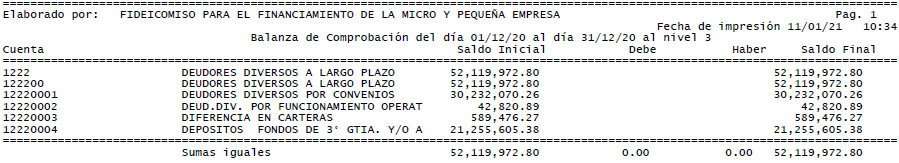 Elaborado por: FIDEICOMISO PARA EL FINANCIAMIENTO DE LA MICRO Y PEQUEÑA EMPRESA Pag. 1
Fecha de impresión 11/01/21 10:34
Balanza de Comprobación del día 01/12/20 al día 31/12/20 al nivel 3
Cuenta Saldo Inicial Debe Haber Saldo Final
1222 DEUDORES DIVERSOS A LARGO PLAZO 52,119,972.80 52,119,972.80
122200 DEUDORES DIVERSOS A LARGO PLAZO 52,119,972.80 52,119,972.80
12220001 DEUDORES DIVERSOS POR CONVENIOS 30,232,070.26 30,232,070.26
12220002 DEUD.DIV. POR FUNCIONAMIENTO OPERAT 42,820.89 42,820.89
12220003 DIFERENCIA EN CARTERAS 589,476.27 589,476.27
12220004 DEPOSITOS FONDOS DE 3° GTIA. Y/O A 21,255,605.38 21,255,605.38
Sumas iguales 52,119,972.80 0.00 0.00 52,119,972.80